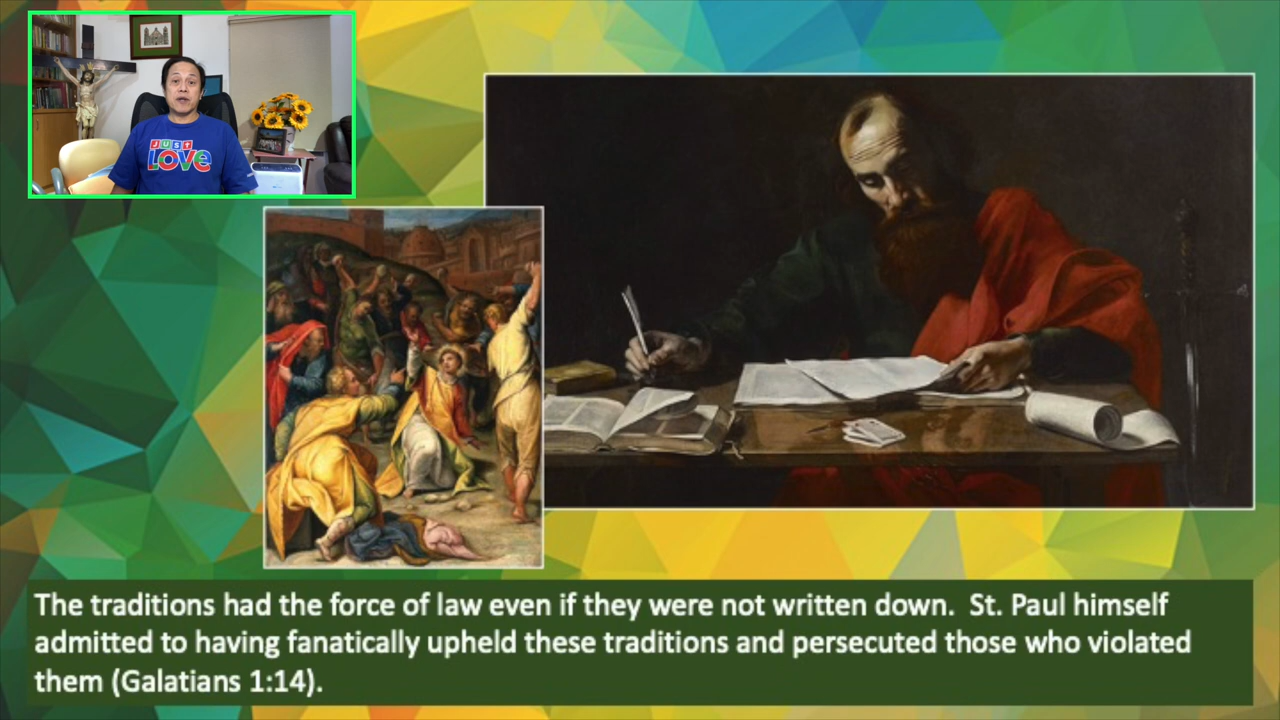 JUST
LOVE
The traditions had the force of law even if they were not written down.  St. Paul himself
admitted to having fanatically upheld these traditions and persecuted those who violated
them (Galatians 1:14).